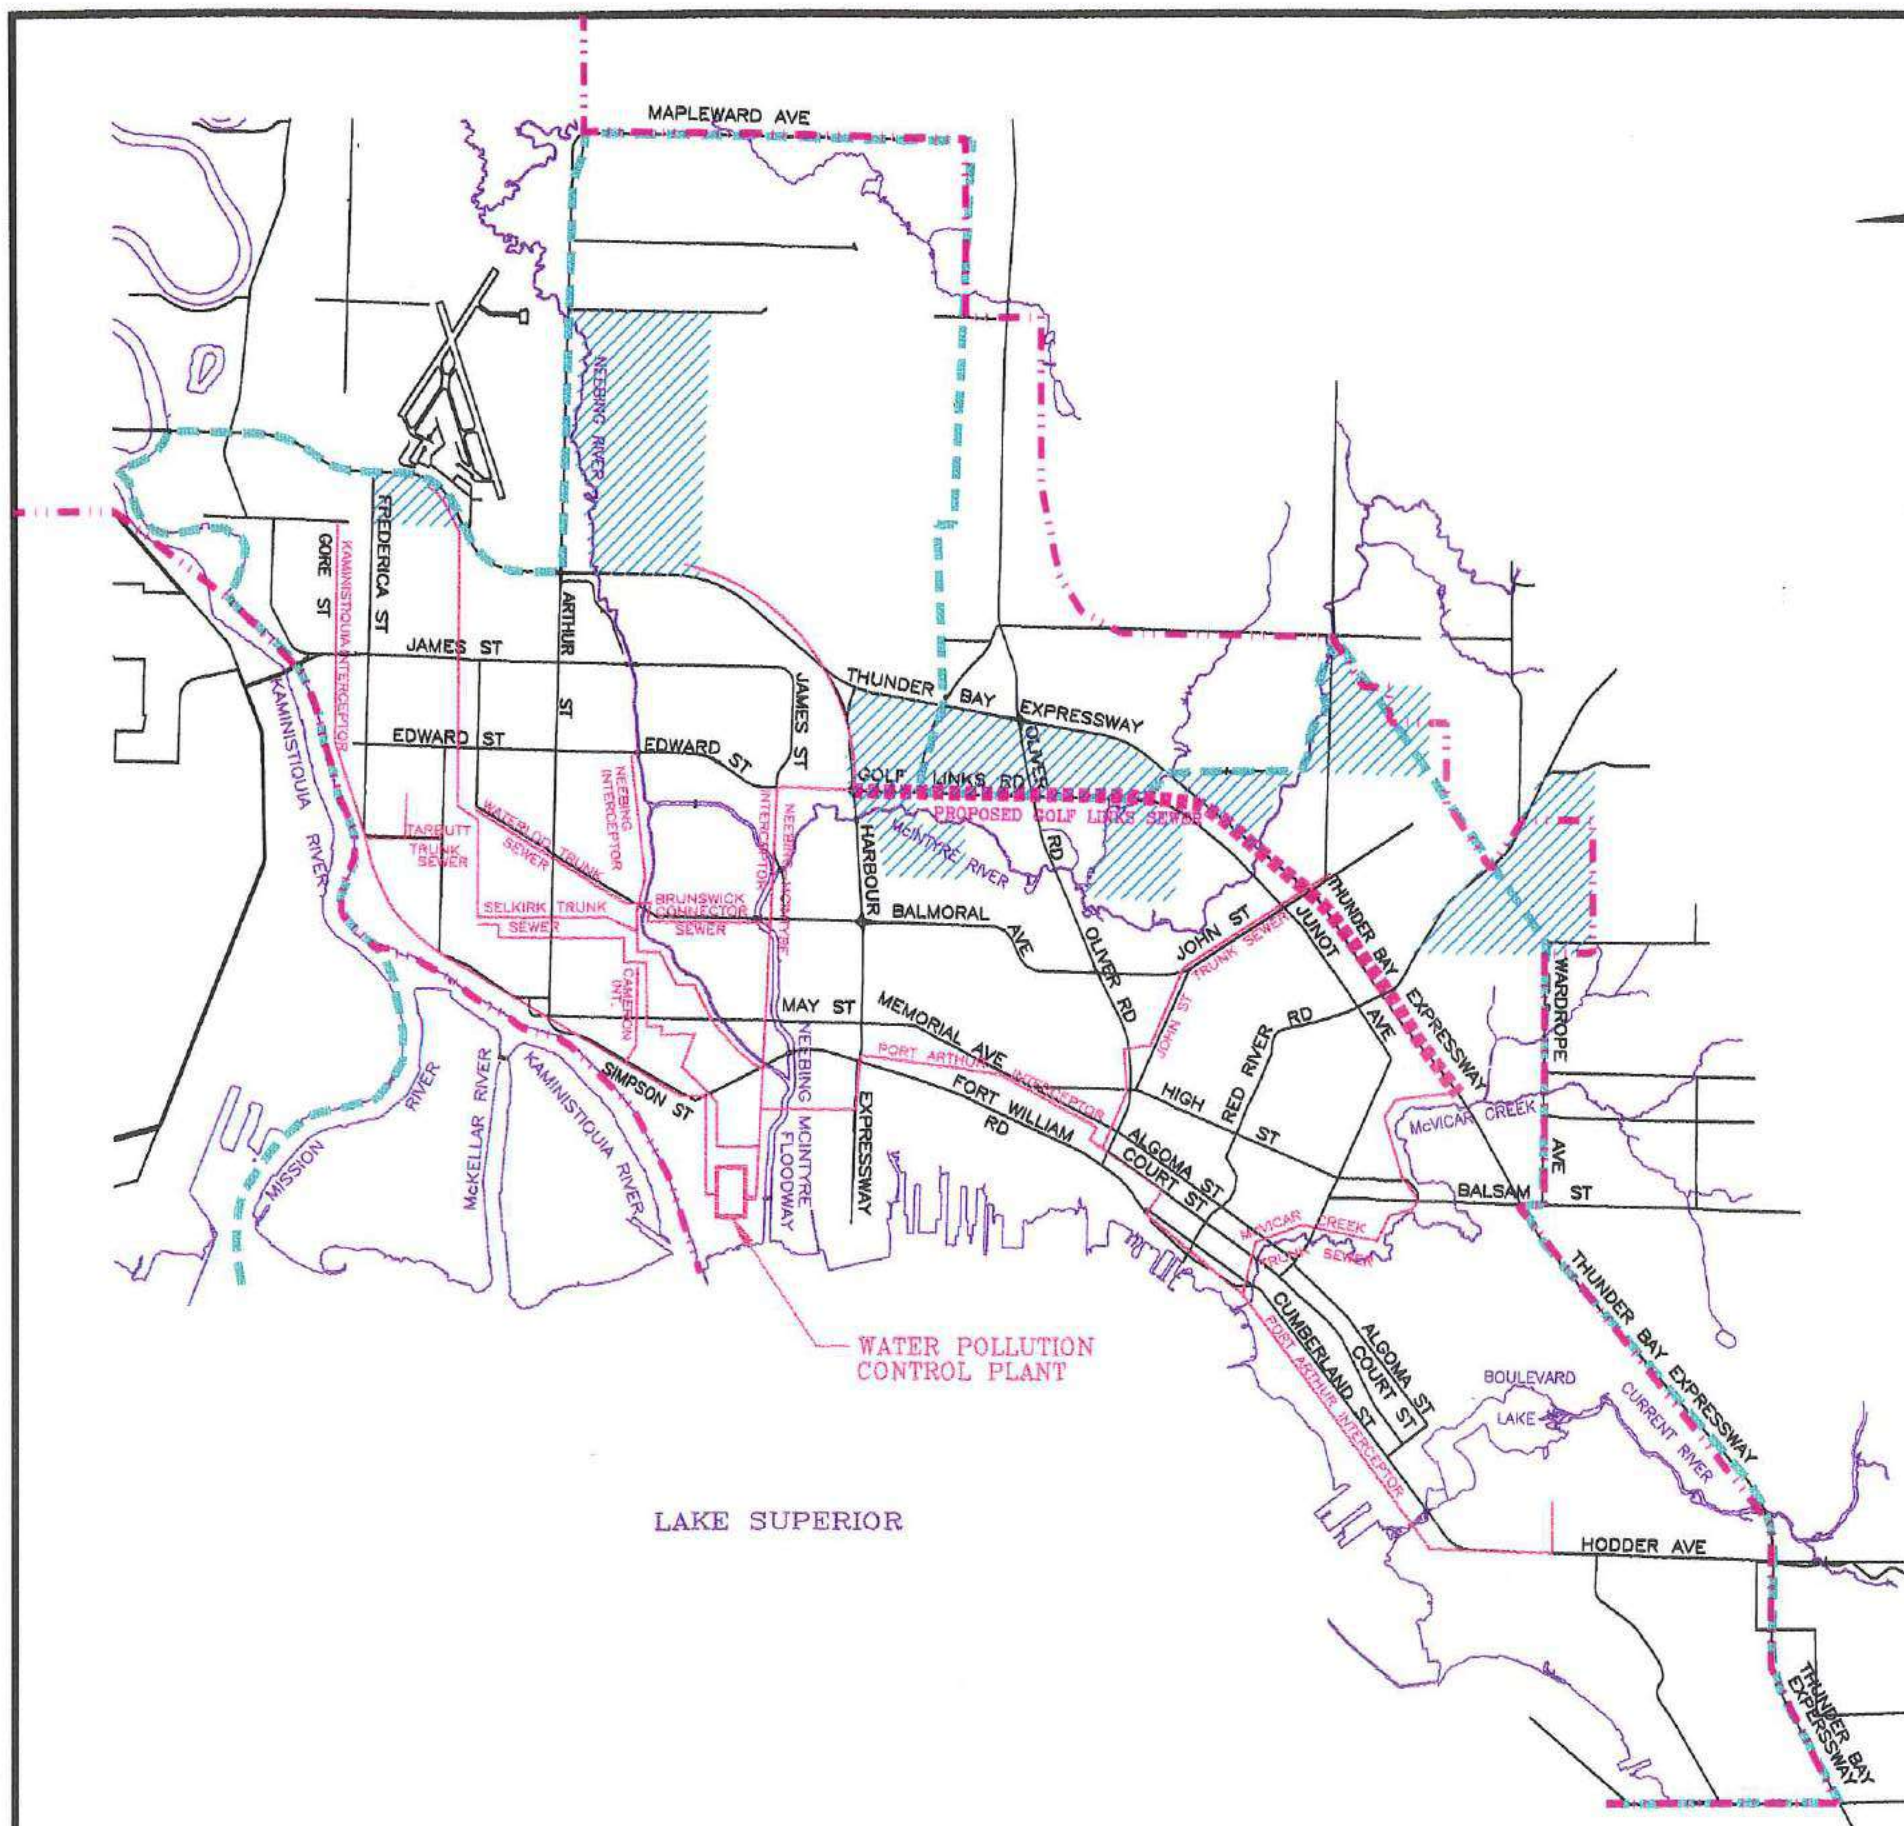 MAPLEWARD AVE
NEEBING RIVER
FREDERICA ST
GORE ST
KAMINISTIQUIA INTERCEPTOR
ARTHUR ST
JAMES ST
JAMES ST
THUNDER BAY EXPRESSWAY
OLIVER RD
KAMINISTIQUIA RIVER
EDWARD ST
EDWARD ST
GOLF LINKS RD
PROPOSED GOLF LINKS SEWER
NEEBING
INTERCEPTOR
NEEBING MCINTYRE
INTERCEPTOR
McINTYRE RIVER
WATERLOO TRUNK
SEWER
TARBUTT
TRUNK
SEWER
HARBOUR
SELKIRK TRUNK
SEWER
BRUNSWICK
CONNECTOR
SEWER
BALMORAL AVE
OLIVER RD
JOHN ST
JOHN ST TRUNK SEWER
THUNDER BAY EXPRESSWAY
JUNOT AVE
WARDROPE AVE
CAMERON
INT.
MAY ST
MEMORIAL AVE
RED RIVER RD
NEEBING MCINTYRE
FLOODWAY
PORT ARTHUR INTERCEPTOR
SIMPSON ST
FORT WILLIAM
RD
HIGH ST
McVICAR CREEK
MISSION RIVER
McKELLAR RIVER
KAMINISTIQUIA RIVER
EXPRESSWAY
ALGOMA ST
COURT ST
BALSAM ST
McVICAR CREEK
TRUNK SEWER
THUNDER BAY EXPRESSWAY
WATER POLLUTION
CONTROL PLANT
CUMBERLAND ST
PORT ARTHUR INTERCEPTOR
ALGOMA ST
COURT ST
BOULEVARD
LAKE
CURRENT RIVER
LAKE SUPERIOR
HODDER AVE
THUNDER BAY
EXPERSSWAY